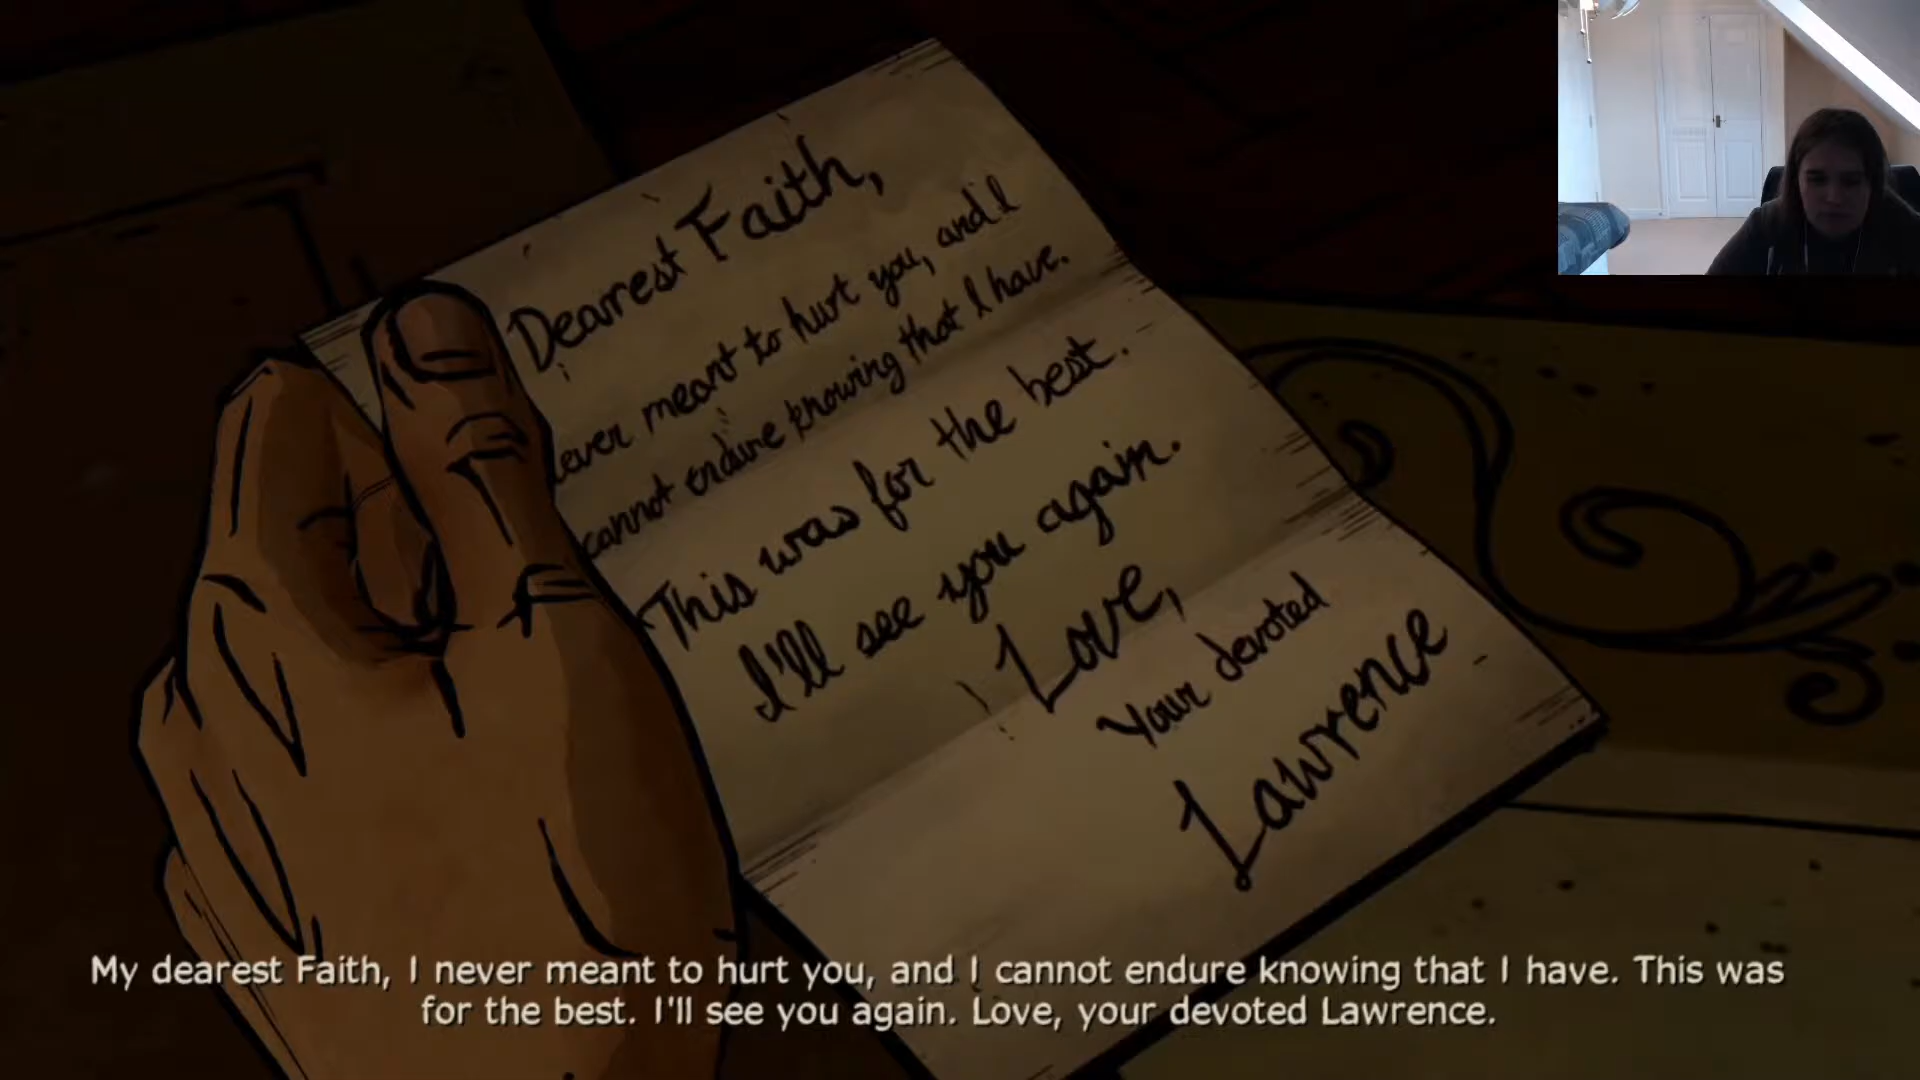 Dearest Faith,
never meant to hurt you, and I
cannot endure knowing that I have.
This was for the best.
I'll see you again.
Love,
Your devoted
Lawrence
My dearest Faith, I never meant to hurt you, and I cannot endure knowing that I have. This was
for the best. I'll see you again. Love, your devoted Lawrence.